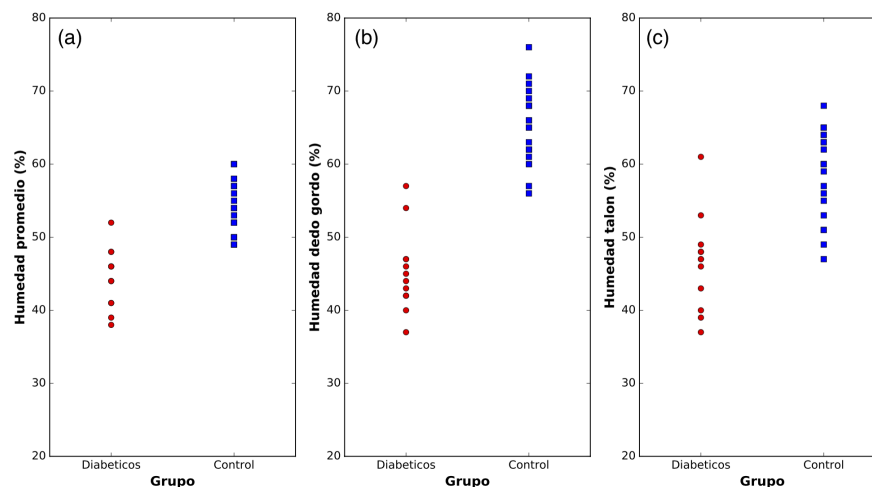 (a)
Humedad promedio (%)
80
70
60
50
40
30
20
Diabeticos
Control
Grupo
(b)
Humedad dedo gordo (%)
80
70
60
50
40
30
20
Diabeticos
Control
Grupo
(c)
Humedad talon (%)
80
70
60
50
40
30
20
Diabeticos
Control
Grupo